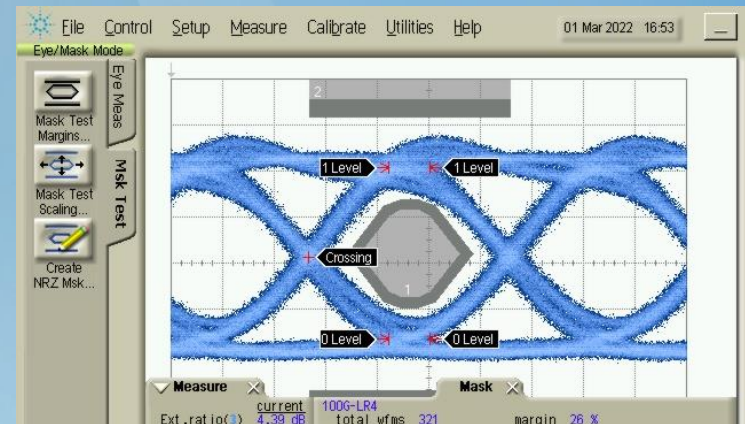 File Control Setup Measure Calibrate Utilities Help 01 Mar 2022 16:53
Eye/Mask Mode
Eye Meas
Msk Test
Mask Test
Margins...
Mask Test
Scaling...
Create
NRZ Msk...
2
1 Level 1 Level
Crossing
1
0 Level 0 Level
Measure Mask
current 100G-LR4
Ext.ratio(3) 4.39 dB total wfms 321 margin 26 %